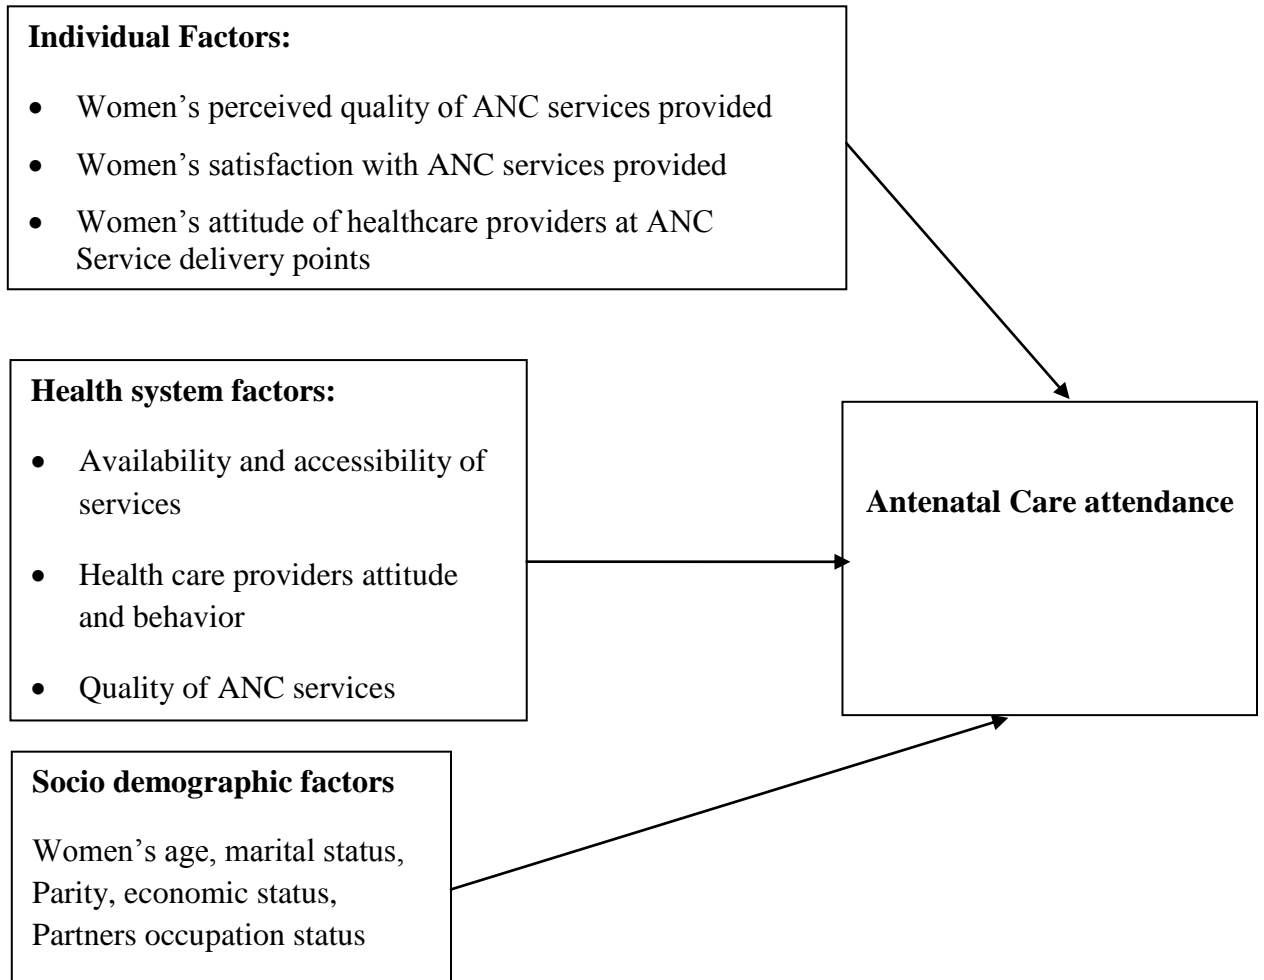 Individual Factors:
• Women’s perceived quality of ANC services provided
• Women’s satisfaction with ANC services provided
• Women’s attitude of healthcare providers at ANC
Service delivery points
Health system factors:
• Availability and accessibility of
services
• Health care providers attitude
and behavior
• Quality of ANC services
Antenatal Care attendance
Socio demographic factors
Women’s age, marital status,
Parity, economic status,
Partners occupation status